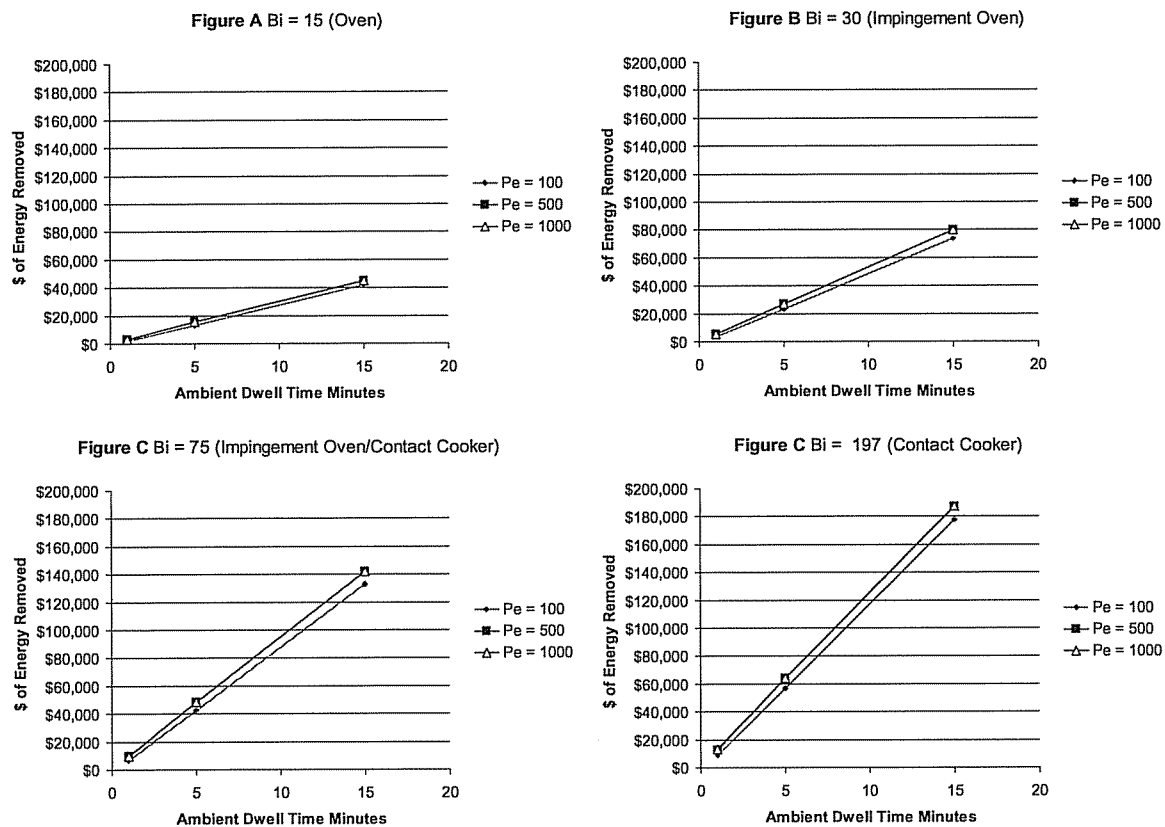 Figure A Bi = 15 (Oven)
$200,000
$180,000
$160,000
$140,000
$120,000
$100,000
$80,000
$60,000
$40,000
$20,000
$0
$ of Energy Removed
0 5 10 15 20
Ambient Dwell Time Minutes
Pe = 100
Pe = 500
Pe = 1000
Figure B Bi = 30 (Impingement Oven)
$200,000
$180,000
$160,000
$140,000
$120,000
$100,000
$80,000
$60,000
$40,000
$20,000
$0
$ of Energy Removed
0 5 10 15 20
Ambient Dwell Time Minutes
Pe = 100
Pe = 500
Pe = 1000
Figure C Bi = 75 (Impingement Oven/Contact Cooker)
$200,000
$180,000
$160,000
$140,000
$120,000
$100,000
$80,000
$60,000
$40,000
$20,000
$0
$ of Energy Removed
0 5 10 15 20
Ambient Dwell Time Minutes
Pe = 100
Pe = 500
Pe = 1000
Figure C Bi = 197 (Contact Cooker)
$200,000
$180,000
$160,000
$140,000
$120,000
$100,000
$80,000
$60,000
$40,000
$20,000
$0
$ of Energy Removed
0 5 10 15 20
Ambient Dwell Time Minutes
Pe = 100
Pe = 500
Pe = 1000